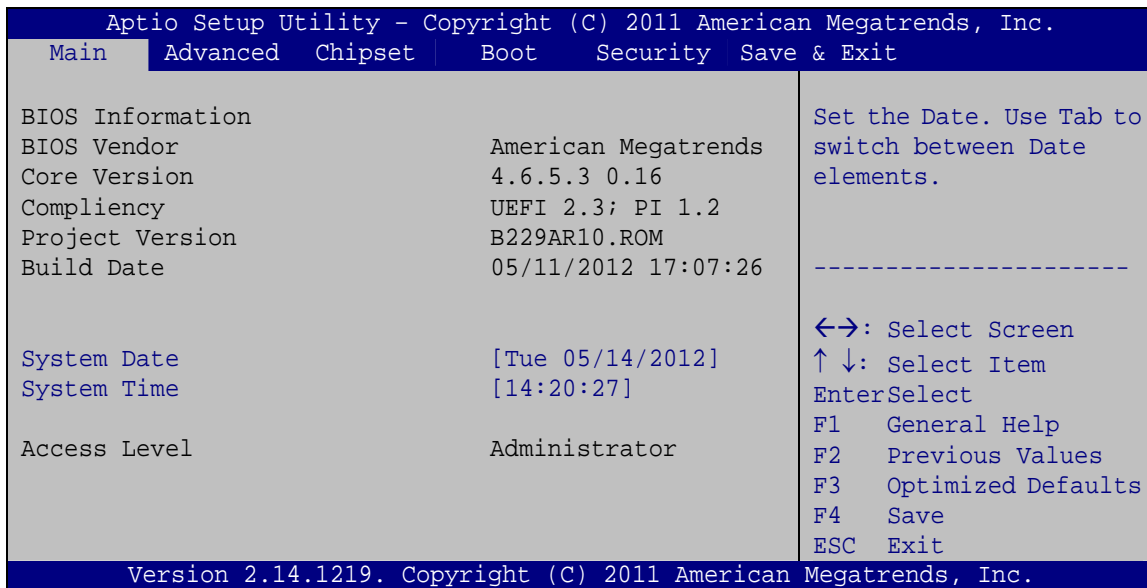 Aptio Setup Utility – Copyright (C) 2011 American Megatrends, Inc.
Main Advanced Chipset Boot Security Save & Exit
BIOS Information
BIOS Vendor American Megatrends
Core Version 4.6.5.3 0.16
Compliency UEFI 2.3; PI 1.2
Project Version B229AR10.ROM
Build Date 05/11/2012 17:07:26
System Date [Tue 05/14/2012]
System Time [14:20:27]
Access Level Administrator
Set the Date. Use Tab to
switch between Date
elements.
----------------------
←→: Select Screen
↑ ↓: Select Item
EnterSelect
F1 General Help
F2 Previous Values
F3 Optimized Defaults
F4 Save
ESC Exit
Version 2.14.1219. Copyright (C) 2011 American Megatrends, Inc.